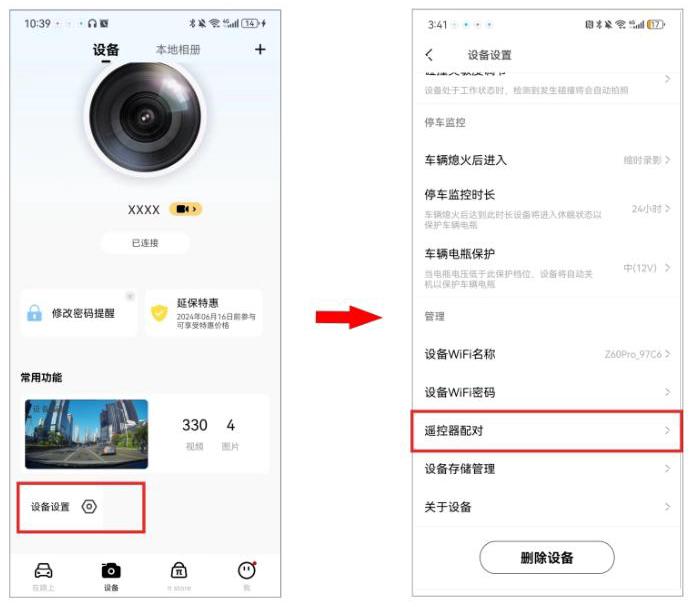 10:39
14
设备
本地相册
XXXX
已连接
修改密码提醒
延保特惠
2024年06月16日前参与
可享受特惠价格
常用功能
330
4
视频
图片
设备设置
在路上
设备
π store
我
3:41
17
设备设置
碰撞灵敏度调节
设备处于工作状态时,检测到发生碰撞将会自动拍照
停车监控
车辆熄火后进入
缩时录影
停车监控时长
24小时
车辆熄火后达到此时长设备将进入休眠状态以
保护车辆电瓶
车辆电瓶保护
中(12V)
当电瓶电压低于此保护档位,设备将自动关
机以保护车辆电瓶
管理
设备WiFi名称
Z60Pro_97C6
设备WiFi密码
遥控器配对
设备存储管理
关于设备
删除设备